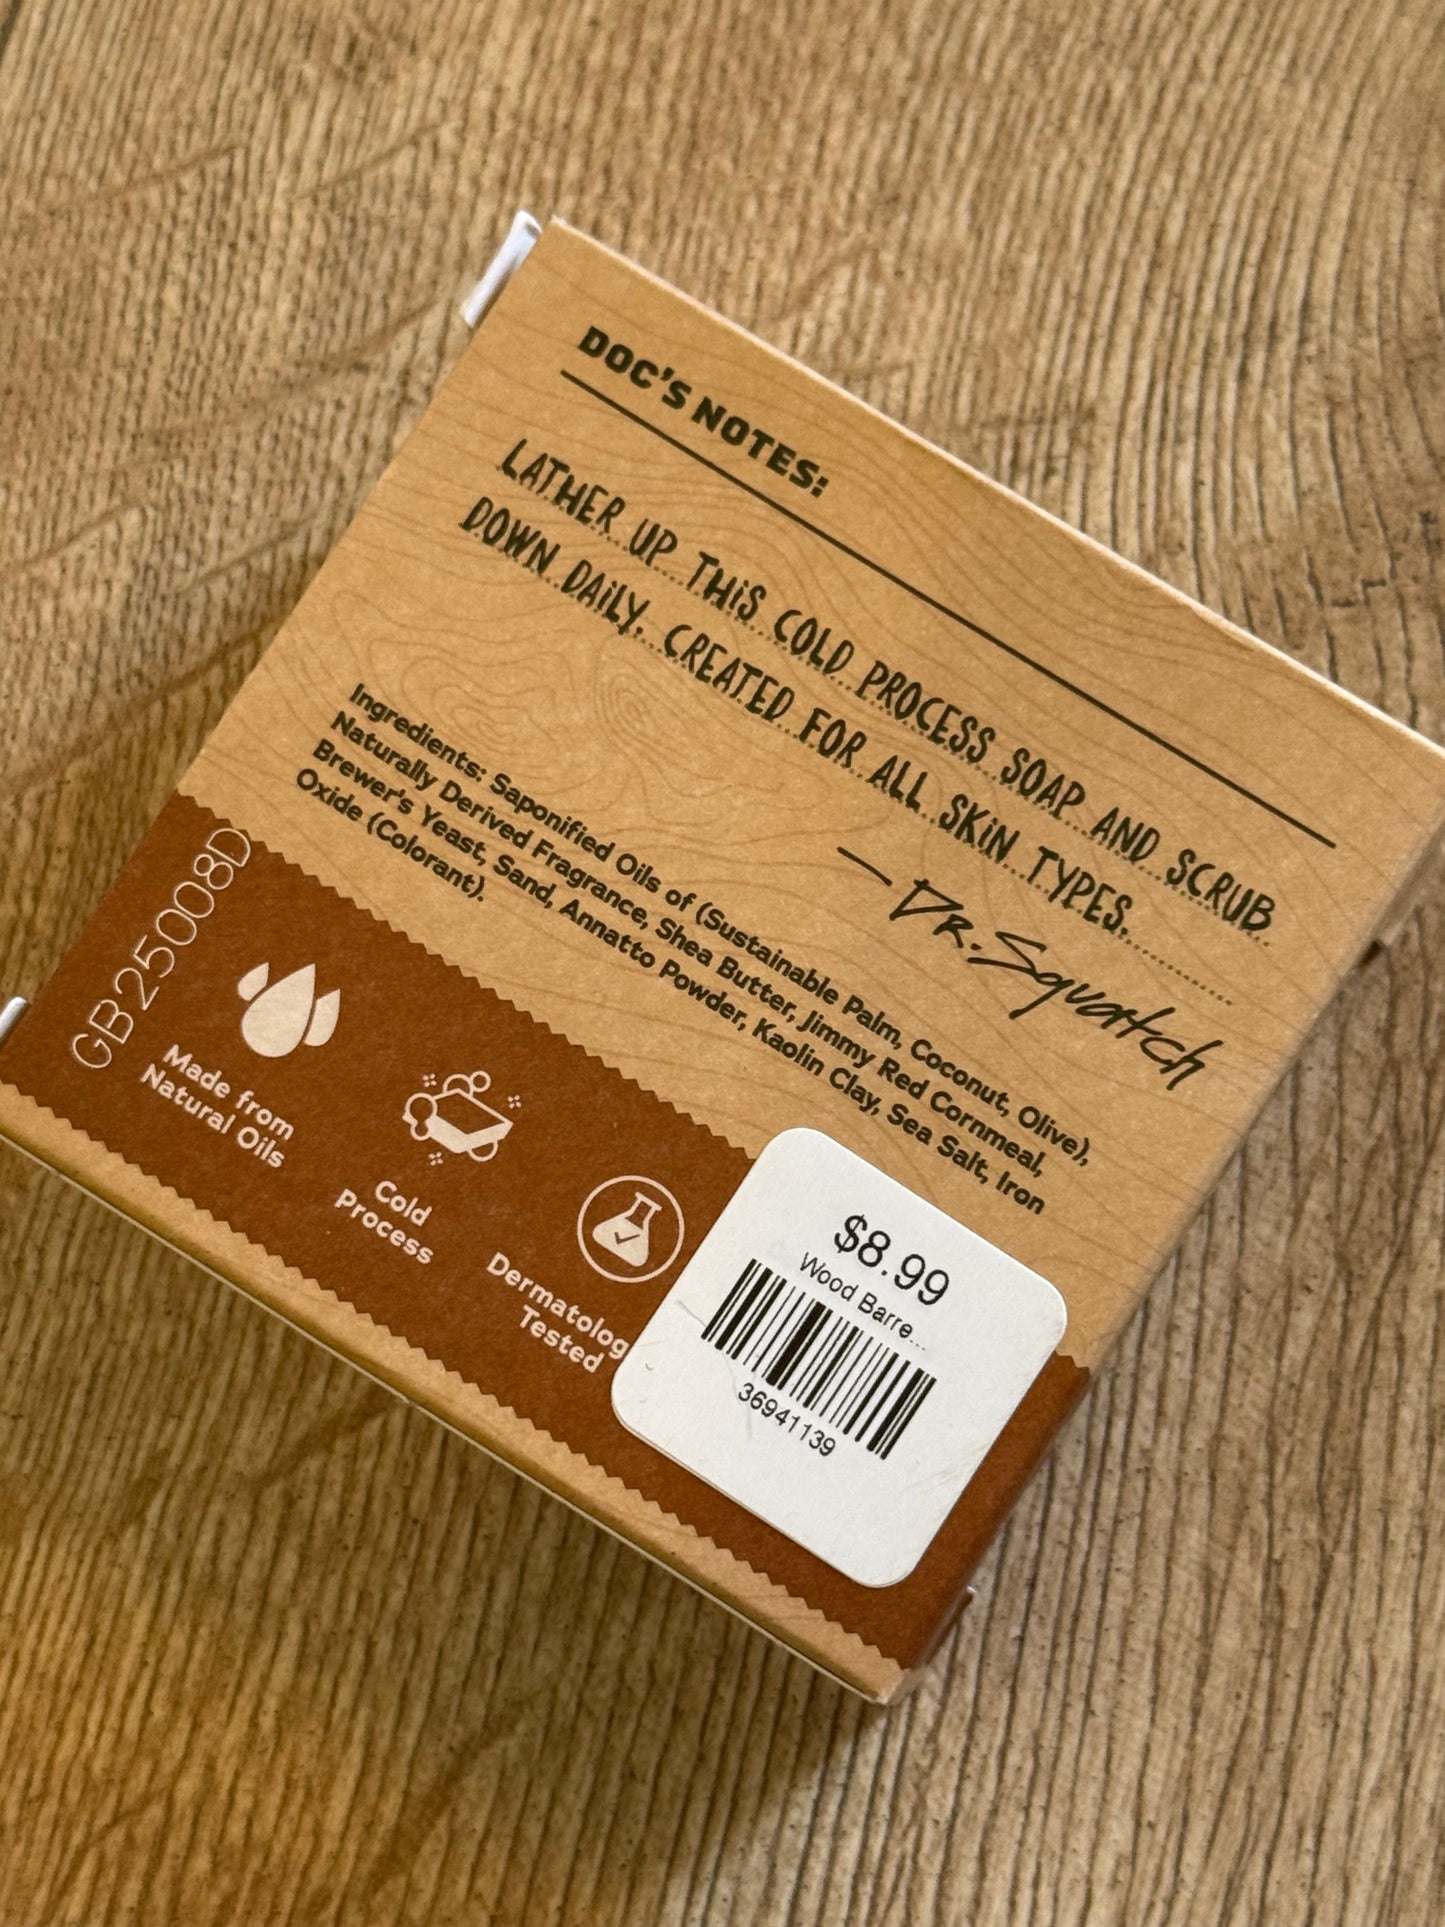 DOC'S NOTES:
LATHER UP THiS COLD PROCESS SOAP AND SCRUB
DOWN DAiLY. CREATED FOR ALL SKiN TYPES.
— Dr. Squatch
Ingredients: Saponified Oils of (Sustainable Palm, Coconut, Olive),
Naturally Derived Fragrance, Shea Butter, Jimmy Red Cornmeal,
Brewer's Yeast, Sand, Annatto Powder, Kaolin Clay, Sea Salt, Iron
Oxide (Colorant).
GB25008D
Made from
Natural Oils
Cold
Process
Dermatolog
Tested
$8.99
Wood Barre...
36941139